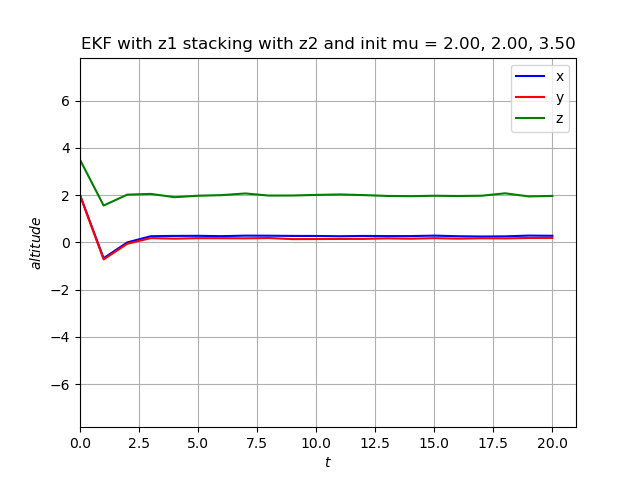 EKF with z1 stacking with z2 and init mu = 2.00, 2.00, 3.50
x
y
z
6
4
2
0
−2
−4
−6
altitude
0.0 2.5 5.0 7.5 10.0 12.5 15.0 17.5 20.0
t